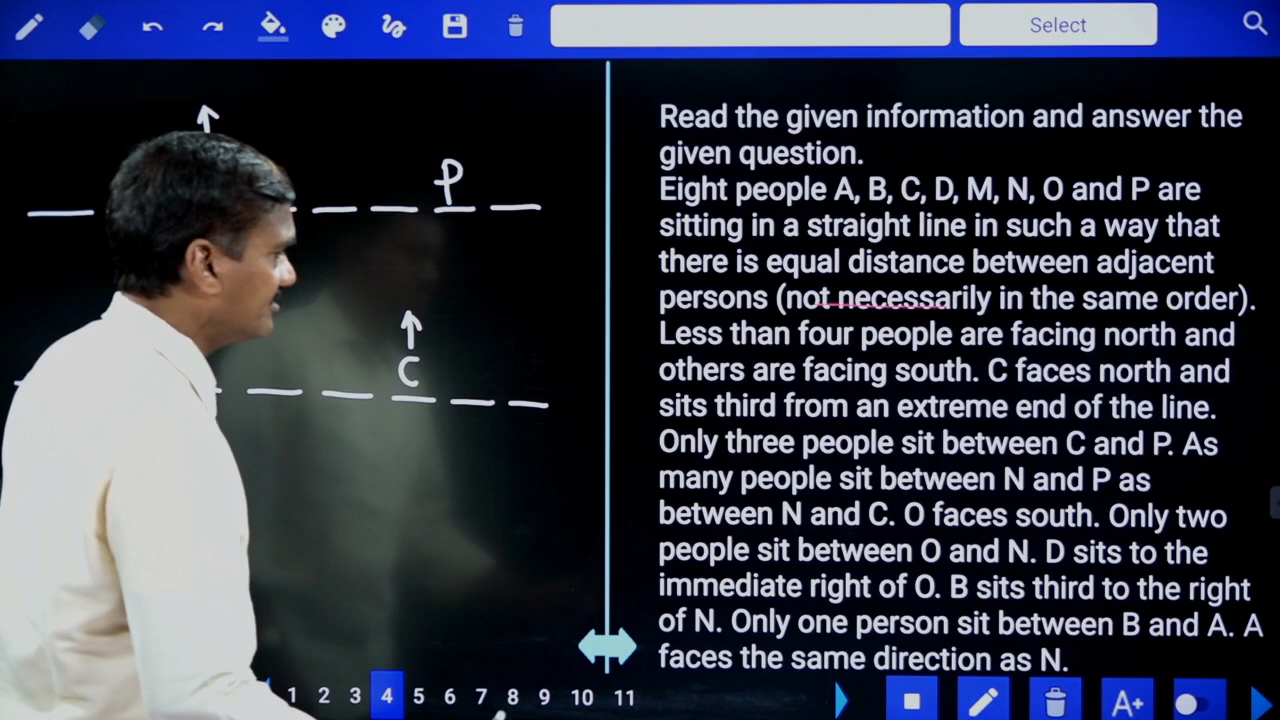 Select
Read the given information and answer the
given question.
Eight people A, B, C, D, M, N, O and P are
sitting in a straight line in such a way that
there is equal distance between adjacent
persons (not necessarily in the same order).
Less than four people are facing north and
others are facing south. C faces north and
sits third from an extreme end of the line.
Only three people sit between C and P. As
many people sit between N and P as
between N and C. O faces south. Only two
people sit between O and N. D sits to the
immediate right of O. B sits third to the right
of N. Only one person sit between B and A. A
faces the same direction as N.
P
C
1 2 3 4 5 6 7 8 9 10 11
A+